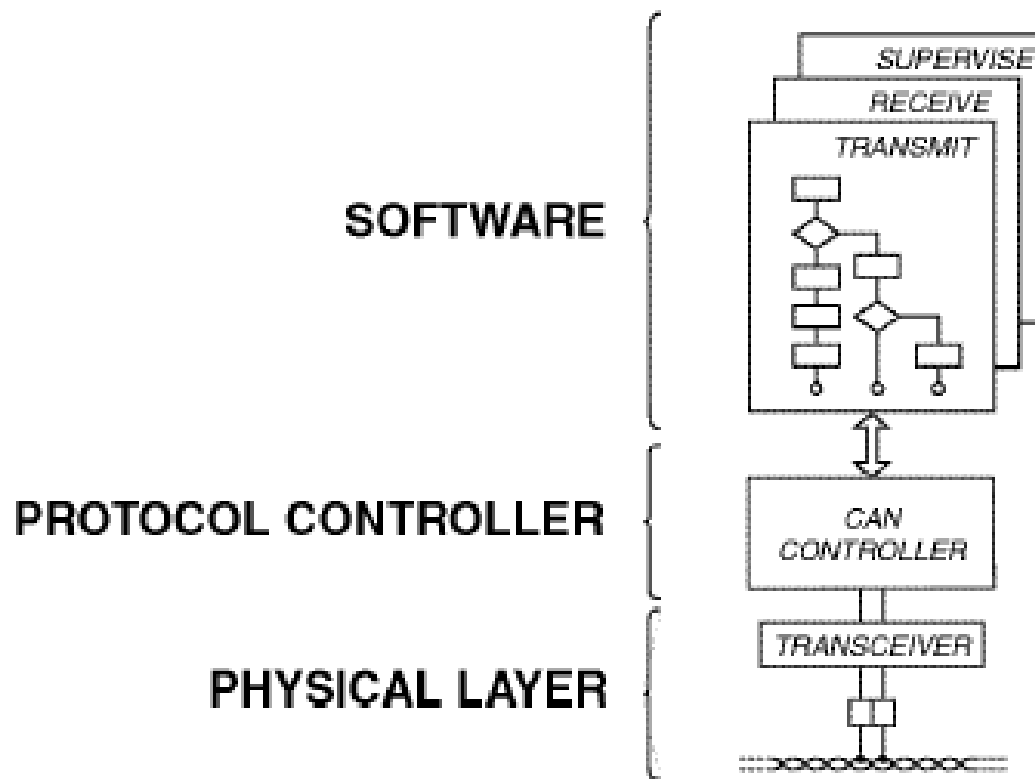 SUPERVISE
RECEIVE
TRANSMIT
SOFTWARE
PROTOCOL CONTROLLER
CAN
CONTROLLER
TRANSCEIVER
PHYSICAL LAYER